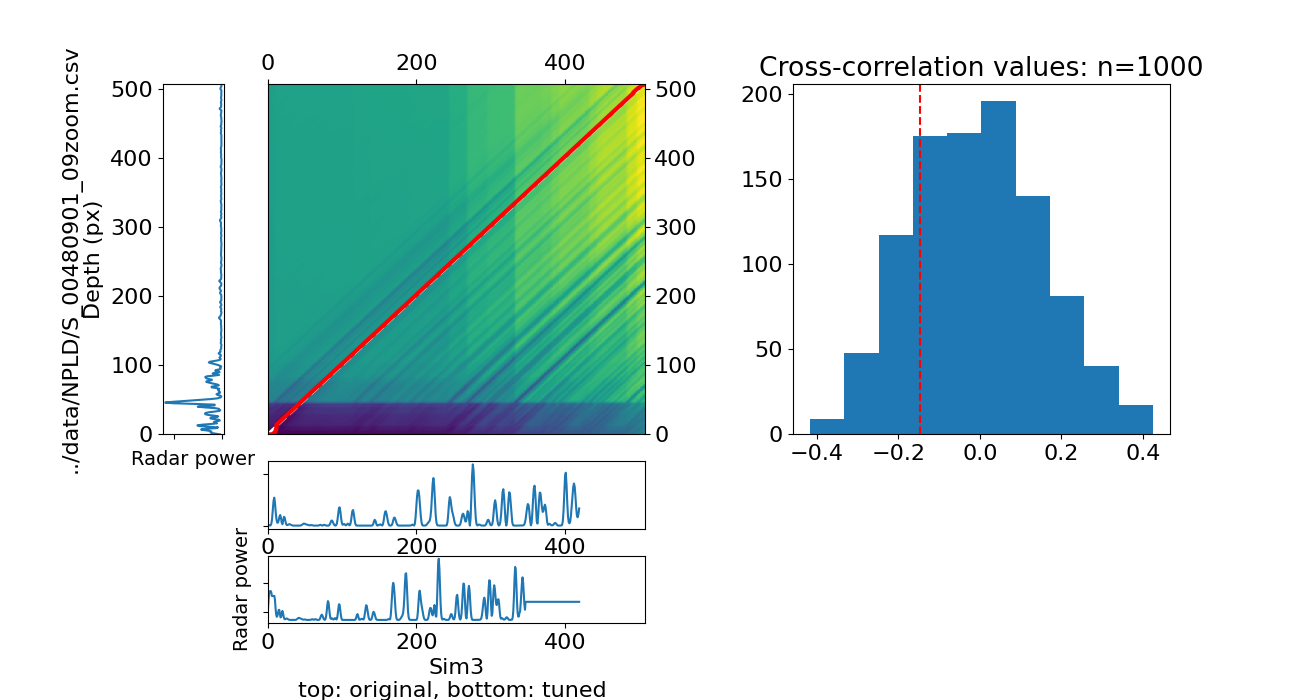 ../data/NPLD/S_00480901_09zoom.csv
Depth (px)
0 200 400
500
400
300
200
100
0
500
400
300
200
100
0
Radar power
0 200 400
Radar power
0 200 400
Sim3
top: original, bottom: tuned
Cross-correlation values: n=1000
200
150
100
50
0
−0.4 −0.2 0.0 0.2 0.4